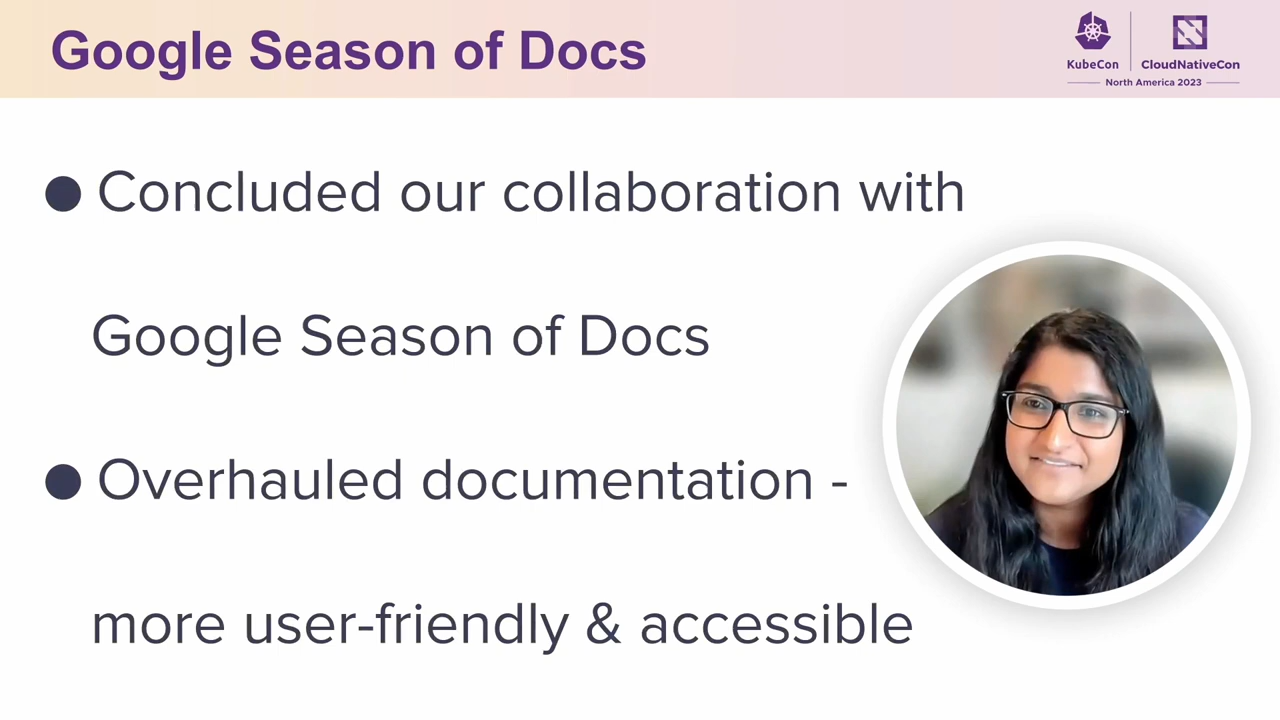 Google Season of Docs
KubeCon
CloudNativeCon
North America 2023
● Concluded our collaboration with
Google Season of Docs
● Overhauled documentation -
more user-friendly & accessible